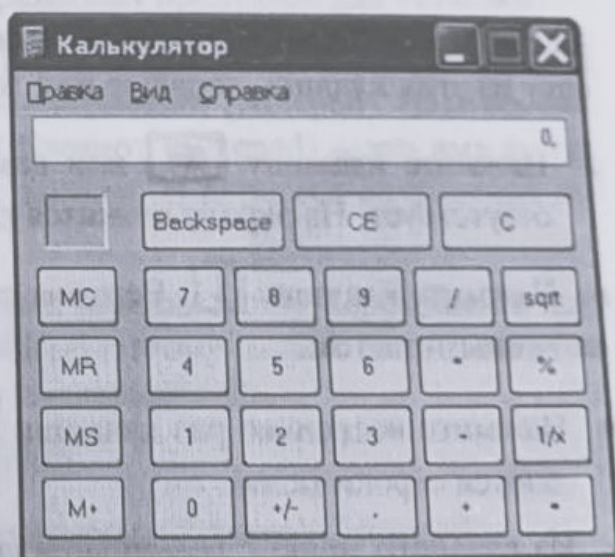 Калькулятор
Правка Вид Справка
0,
Backspace CE C
MC 7 8 9 / sqrt
MR 4 5 6 %
MS 1 2 3 - 1/x
M+ 0 +/- . +